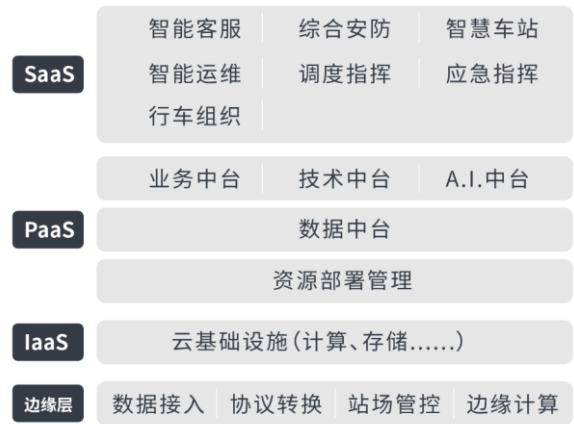 SaaS
智能客服 综合安防 智慧车站
智能运维 调度指挥 应急指挥
行车组织
PaaS
业务中台 技术中台 A.I.中台
数据中台
资源部署管理
IaaS
云基础设施(计算、存储……)
边缘层
数据接入 协议转换 站场管控 边缘计算